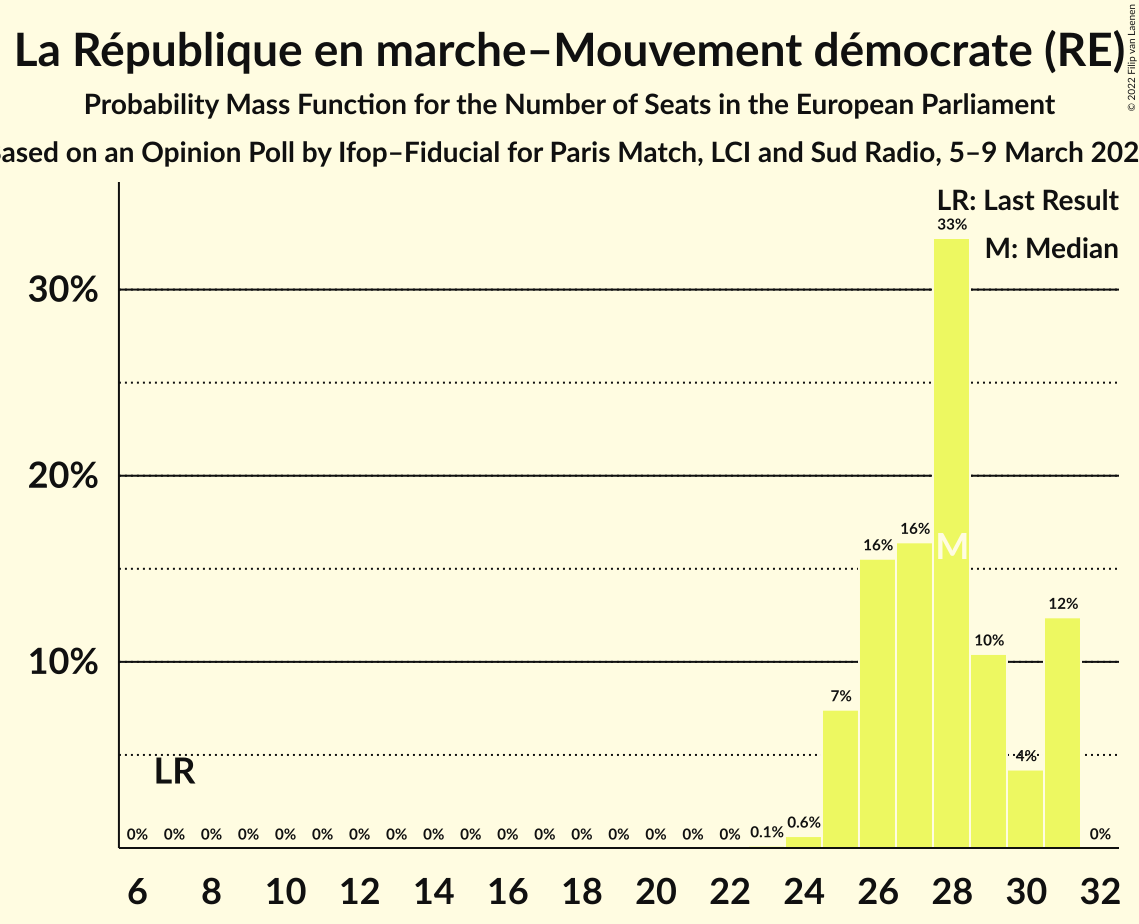 La République en marche–Mouvement démocrate (RE)
© 2022 Filip van Laenen
Probability Mass Function for the Number of Seats in the European Parliament
on an Opinion Poll by Ifop–Fiducial for Paris Match, LCI and Sud Radio, 5–9 March
LR: Last Result
33%
M: Median
30%
20%
16%
16%
M
12%
10%
10%
7%
4%
LR
0% 0% 0% 0% 0% 0% 0% 0% 0% 0% 0% 0% 0% 0% 0% 0% 0% 0.1% 0.6% 0%
6 8 10 12 14 16 18 20 22 24 26 28 30 32